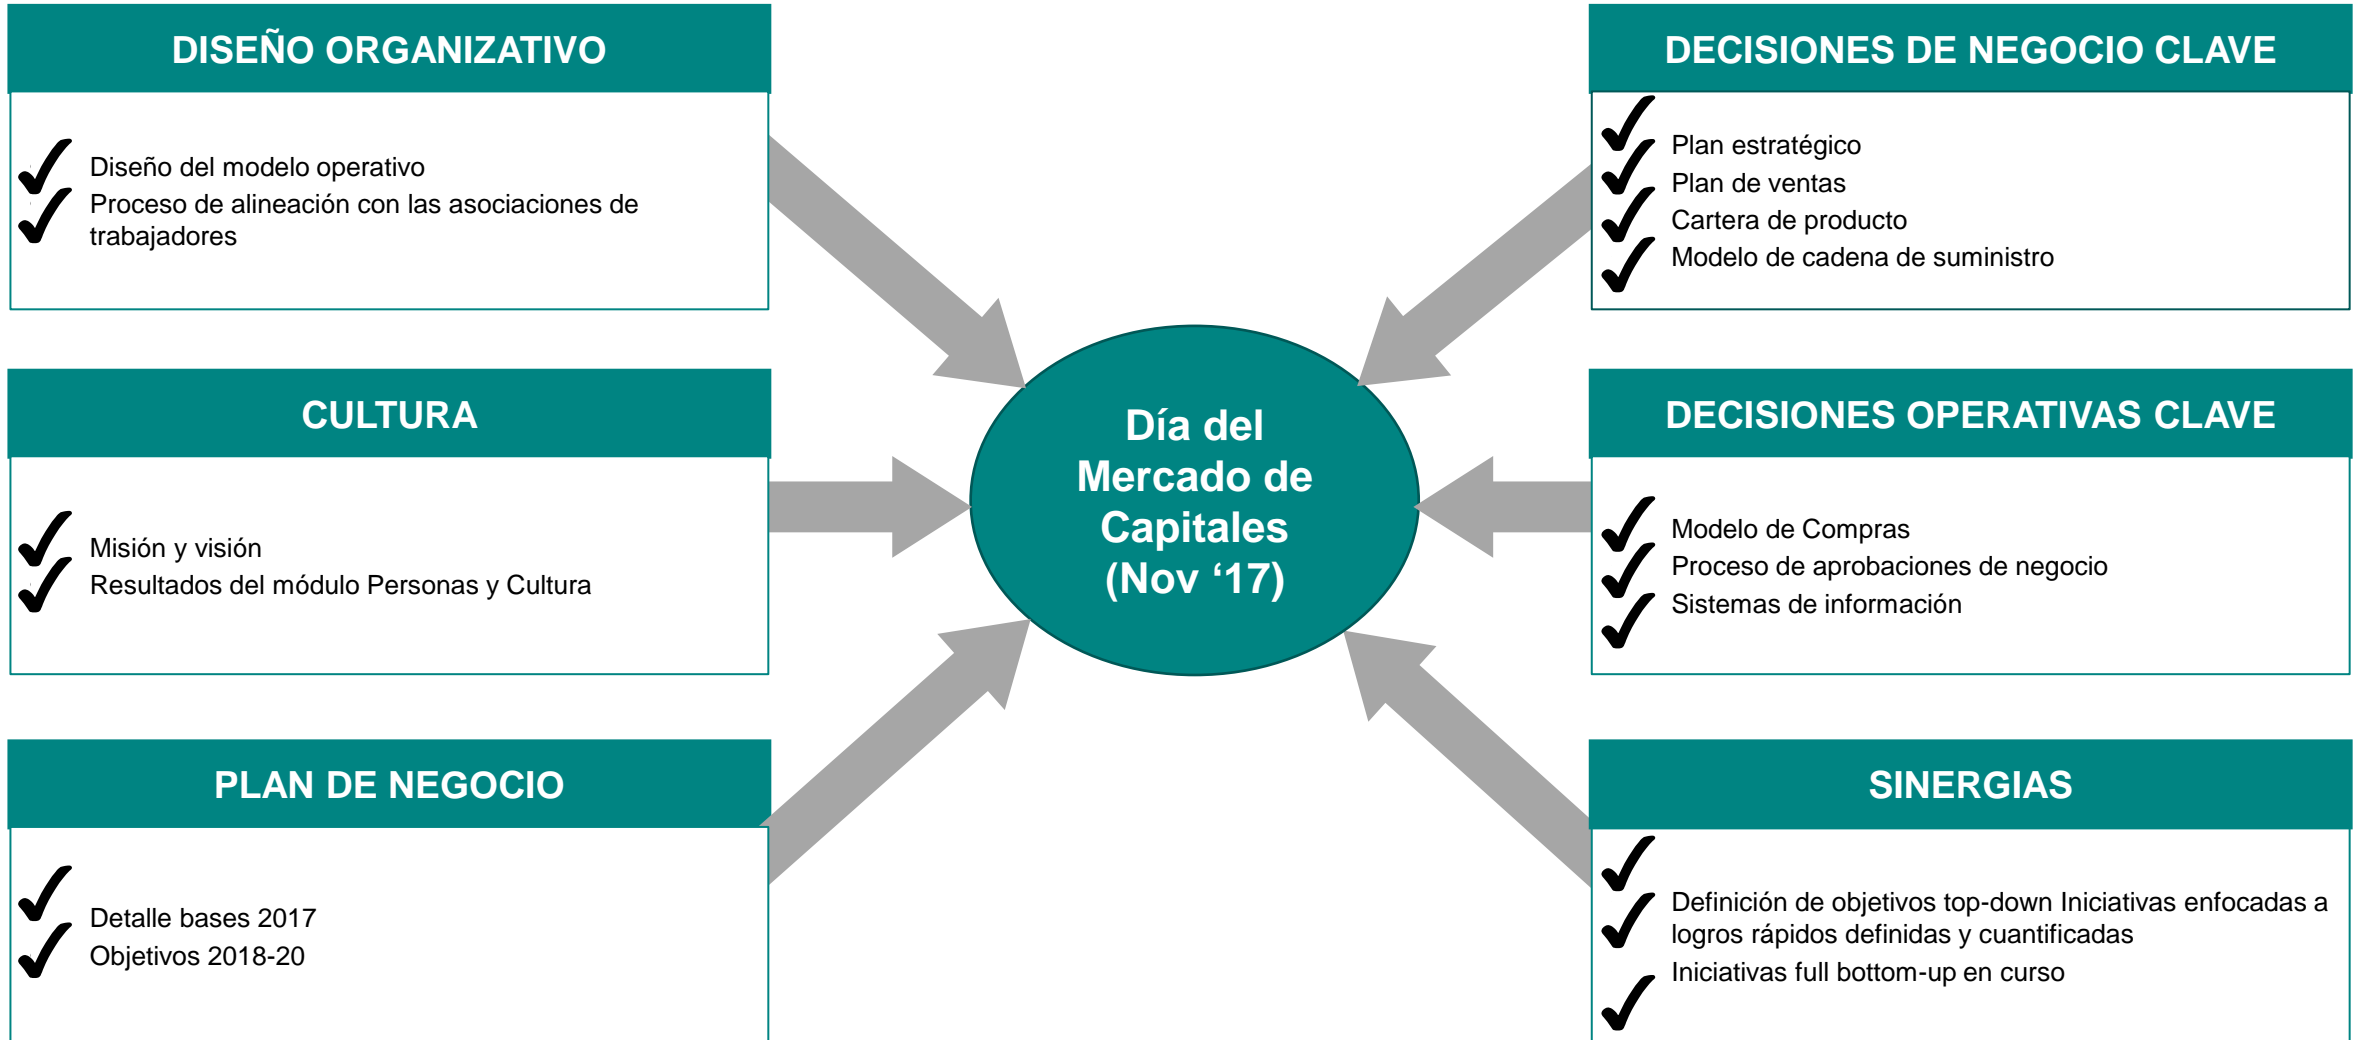 DISEÑO ORGANIZATIVO
Diseño del modelo operativo
Proceso de alineación con las asociaciones de
trabajadores
CULTURA
Misión y visión
Resultados del módulo Personas y Cultura
PLAN DE NEGOCIO
Detalle bases 2017
Objetivos 2018-20
Día del
Mercado de
Capitales
(Nov ‘17)
DECISIONES DE NEGOCIO CLAVE
Plan estratégico
Plan de ventas
Cartera de producto
Modelo de cadena de suministro
DECISIONES OPERATIVAS CLAVE
Modelo de Compras
Proceso de aprobaciones de negocio
Sistemas de información
SINERGIAS
Definición de objetivos top-down Iniciativas enfocadas a
logros rápidos definidas y cuantificadas
Iniciativas full bottom-up en curso